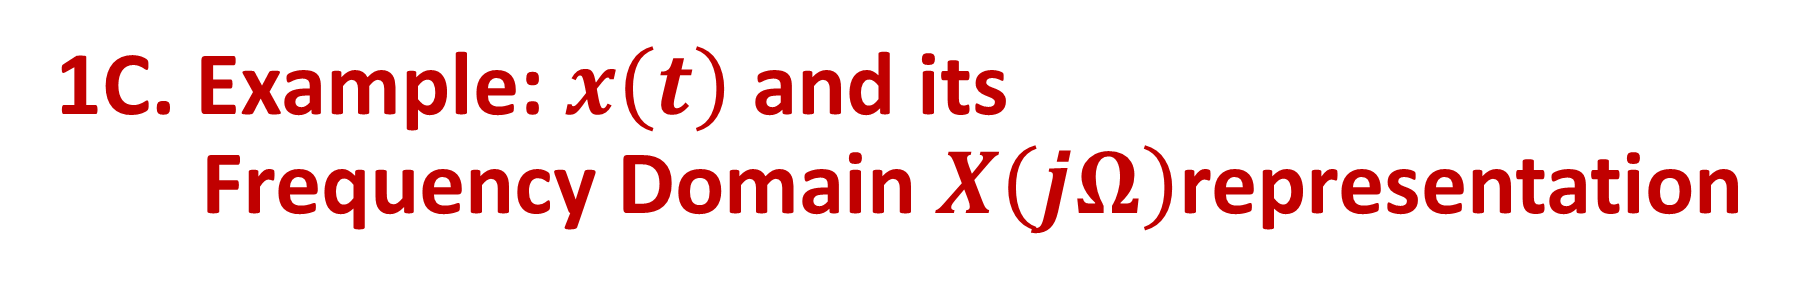 1C. Example: x(t) and its
Frequency Domain X(jΩ)representation